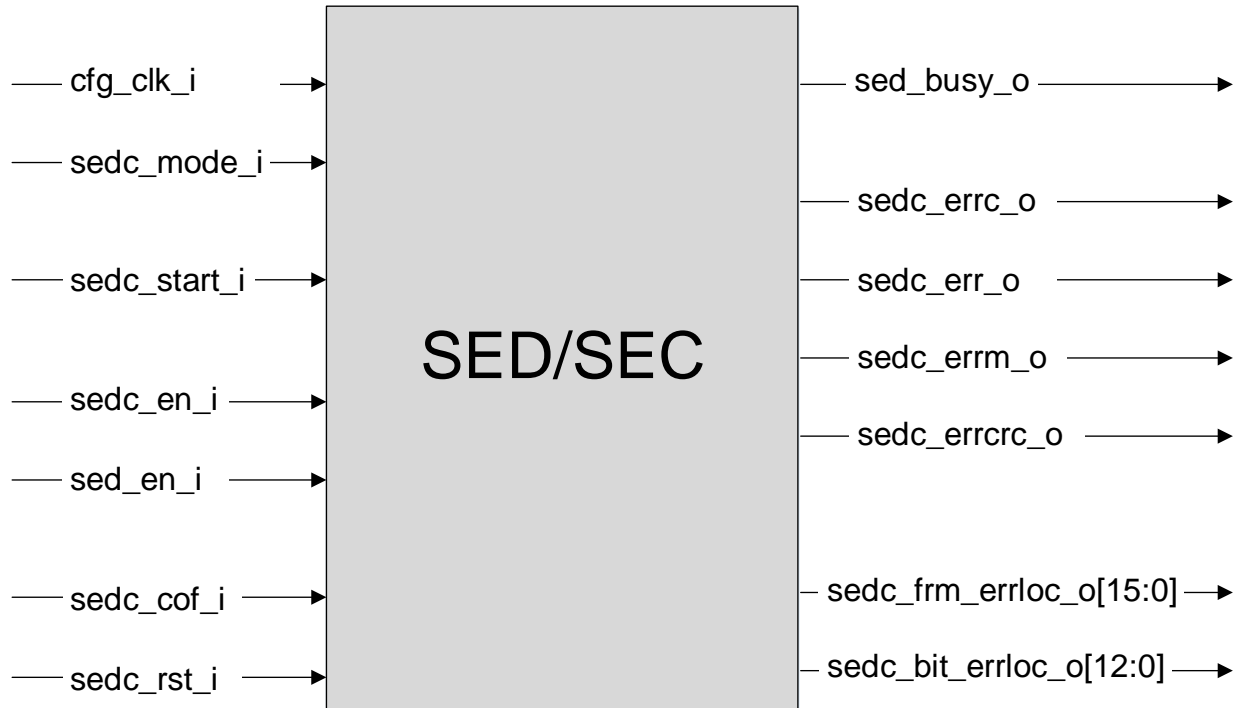 cfg_clk_i
sedc_mode_i
sedc_start_i
sedc_en_i
sed_en_i
sedc_cof_i
sedc_rst_i
SED/SEC
sed_busy_o
sedc_errc_o
sedc_err_o
sedc_errm_o
sedc_errcrc_o
sedc_frm_errloc_o[15:0]
sedc_bit_errloc_o[12:0]